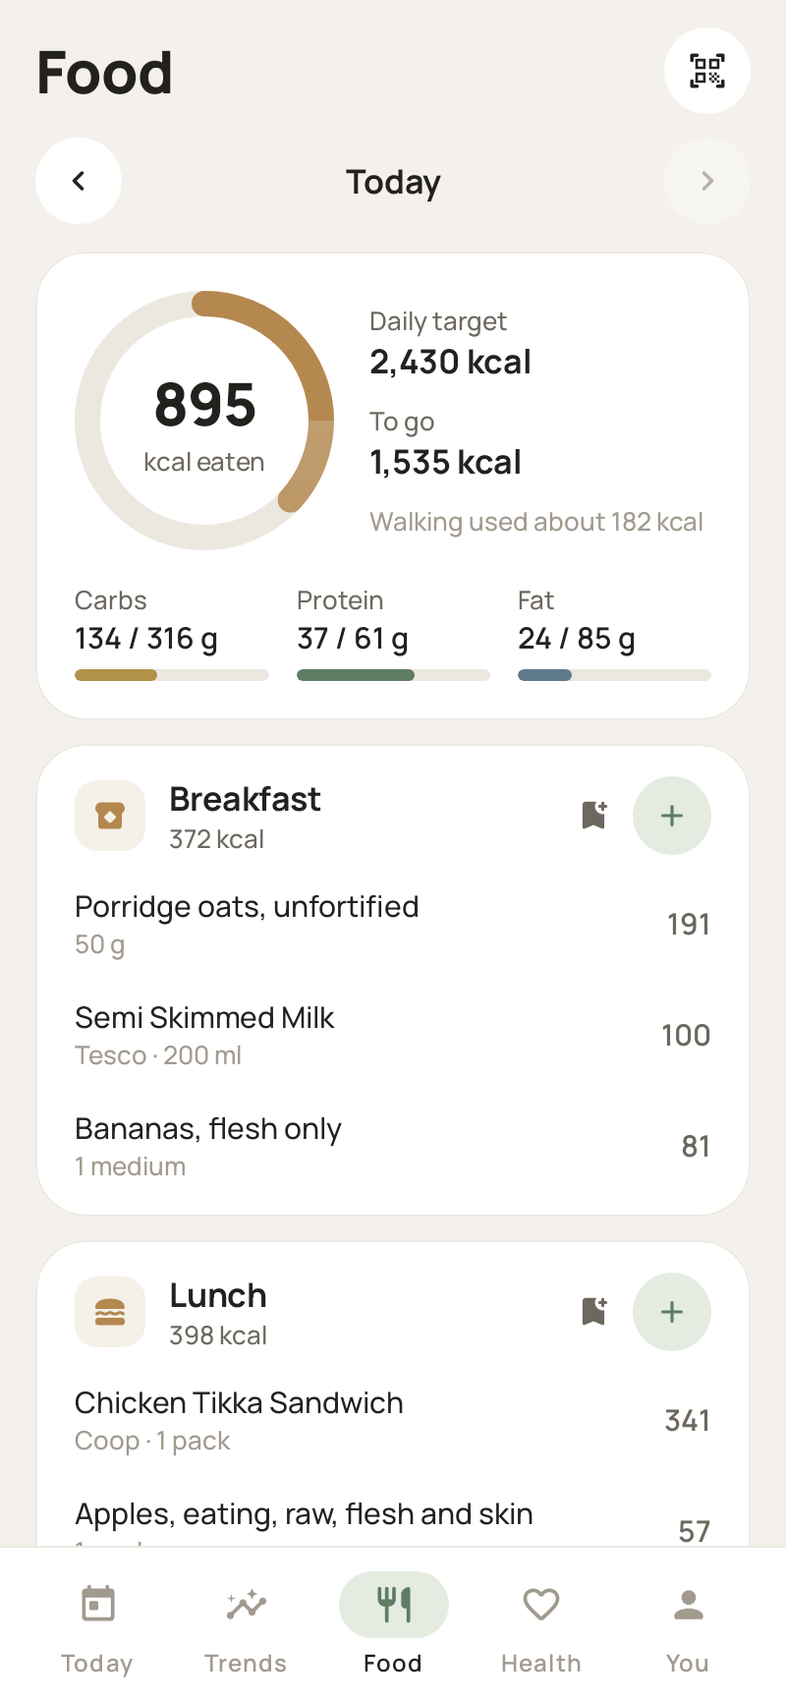 Food
Today
895
kcal eaten
Daily target
2,430 kcal
To go
1,535 kcal
Walking used about 182 kcal
Carbs
134 / 316 g
Protein
37 / 61 g
Fat
24 / 85 g
Breakfast
372 kcal
Porridge oats, unfortified
50 g
191
Semi Skimmed Milk
Tesco · 200 ml
100
Bananas, flesh only
1 medium
81
Lunch
398 kcal
Chicken Tikka Sandwich
Coop · 1 pack
341
Apples, eating, raw, flesh and skin
57
Today
Trends
Food
Health
You